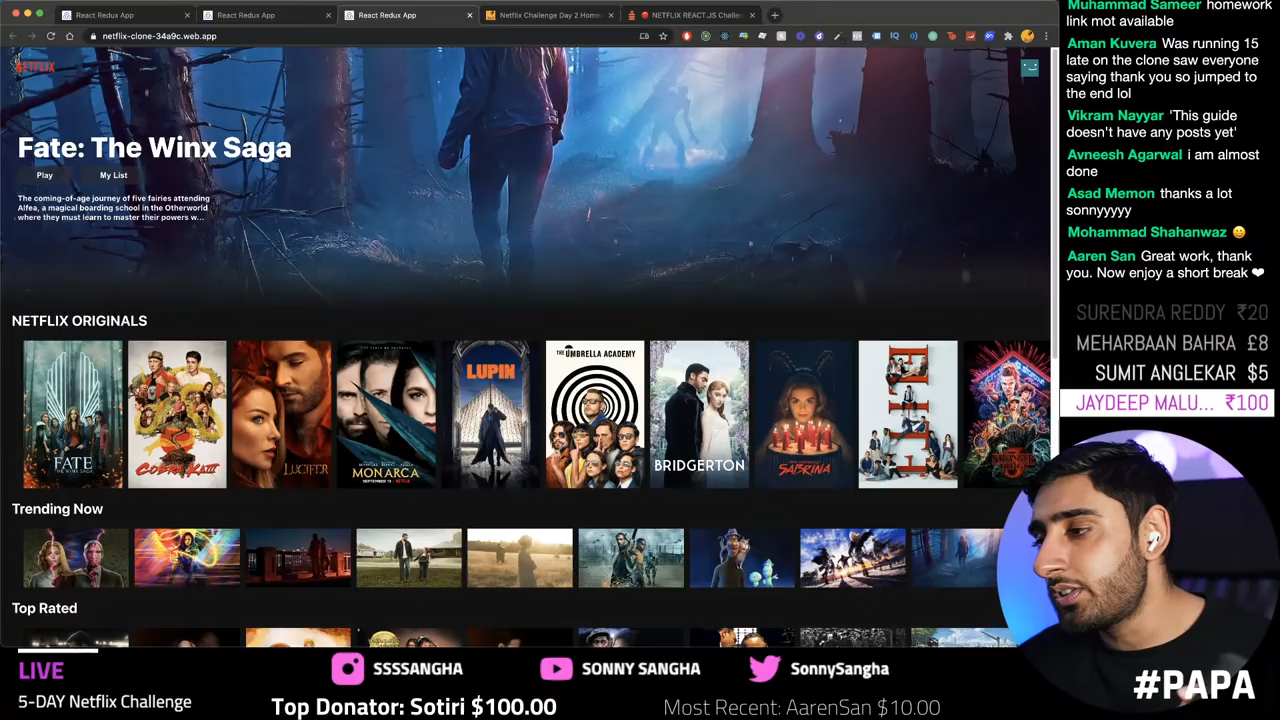 React Redux App
React Redux App
React Redux App
Netflix Challenge Day 2 Home
NETFLIX REACT.JS Challen
netflix-clone-34a9c.web.app
NETFLIX
Fate: The Winx Saga
Play
My List
The coming-of-age journey of five fairies attending
Alfea, a magical boarding school in the Otherworld
where they must learn to master their powers w...
NETFLIX ORIGINALS
FATE
THE WINX SAGA
COBRA KAI
LUCIFER
MONARCA
LUPIN
THE UMBRELLA ACADEMY
BRIDGERTON
SABRINA
ELITE
Trending Now
Top Rated
Muhammad Sameer homework
link mot available
Aman Kuvera Was running 15
late on the clone saw everyone
saying thank you so jumped to
the end lol
Vikram Nayyar 'This guide
doesn't have any posts yet'
Avneesh Agarwal i am almost
done
Asad Memon thanks a lot
sonnyyyyy
Mohammad Shahanwaz 😀
Aaren San Great work, thank
you. Now enjoy a short break ❤
SURENDRA REDDY ₹20
MEHARBAAN BAHRA £8
SUMIT ANGLEKAR $5
JAYDEEP MALU... ₹100
#PAPA
LIVE
5-DAY Netflix Challenge
SSSSANGHA
SONNY SANGHA
SonnySangha
Top Donator: Sotiri $100.00
Most Recent: AarenSan $10.00